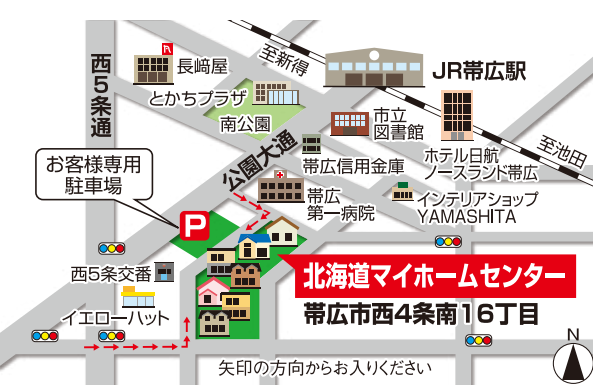 至新得
JR帯広駅
長﨑屋
西5条通
とかちプラザ
南公園
市立
図書館
ホテル日航
ノースランド帯広
至池田
公園大通
帯広信用金庫
お客様専用
駐車場
帯広
第一病院
インテリアショップ
YAMASHITA
P
西5条交番
イエローハット
北海道マイホームセンター
帯広市西4条南16丁目
矢印の方向からお入りください
N